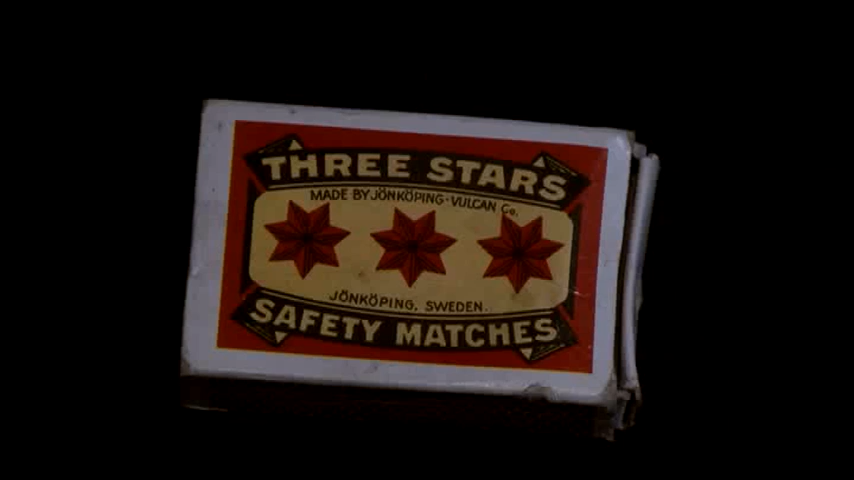 THREE STARS
MADE BY JÖNKÖPING-VULCAN Co.
JÖNKÖPING, SWEDEN.
SAFETY MATCHES